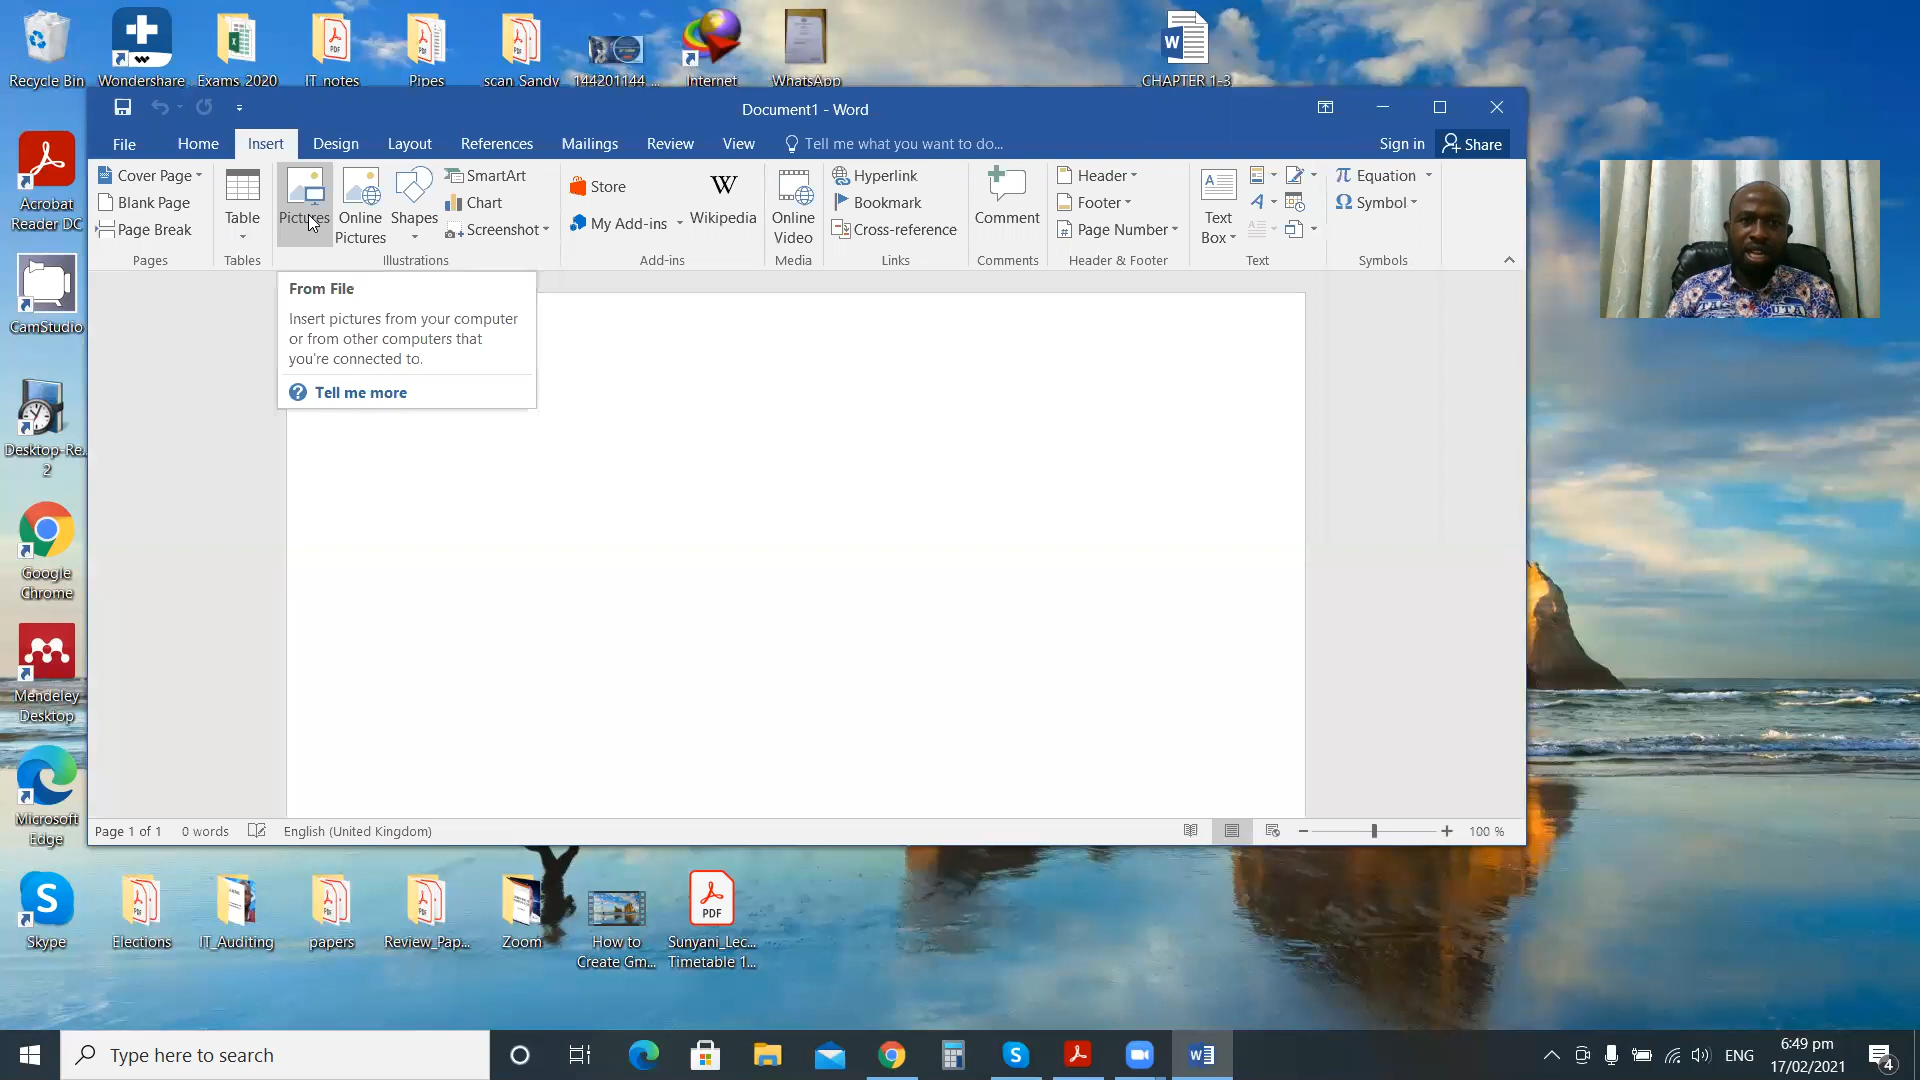 Recycle Bin
Wondershare
Exams_2020
IT_notes
Pipes
scan_Sandy
144201144_...
Internet
WhatsApp
CHAPTER 1-3
Document1 - Word
File
Home
Insert
Design
Layout
References
Mailings
Review
View
Tell me what you want to do...
Sign in
Share
Cover Page
Blank Page
Page Break
Pages
Table
Tables
Pictures
Online
Pictures
Shapes
SmartArt
Chart
Screenshot
Illustrations
Store
My Add-ins
W
Wikipedia
Add-ins
Online
Video
Media
Hyperlink
Bookmark
Cross-reference
Links
Comment
Comments
Header
Footer
Page Number
Header & Footer
Text
Box
Text
Equation
Symbol
Symbols
From File
Insert pictures from your computer
or from other computers that
you're connected to.
Tell me more
Acrobat
Reader DC
CamStudio
Desktop-Re...
2
Google
Chrome
Mendeley
Desktop
Microsoft
Edge
Page 1 of 1
0 words
English (United Kingdom)
100 %
Skype
Elections
IT_Auditing
papers
Review_Pap...
Zoom
How to
Create Gm...
PDF
Sunyani_Lec...
Timetable 1...
Type here to search
ENG
6:49 pm
17/02/2021
4